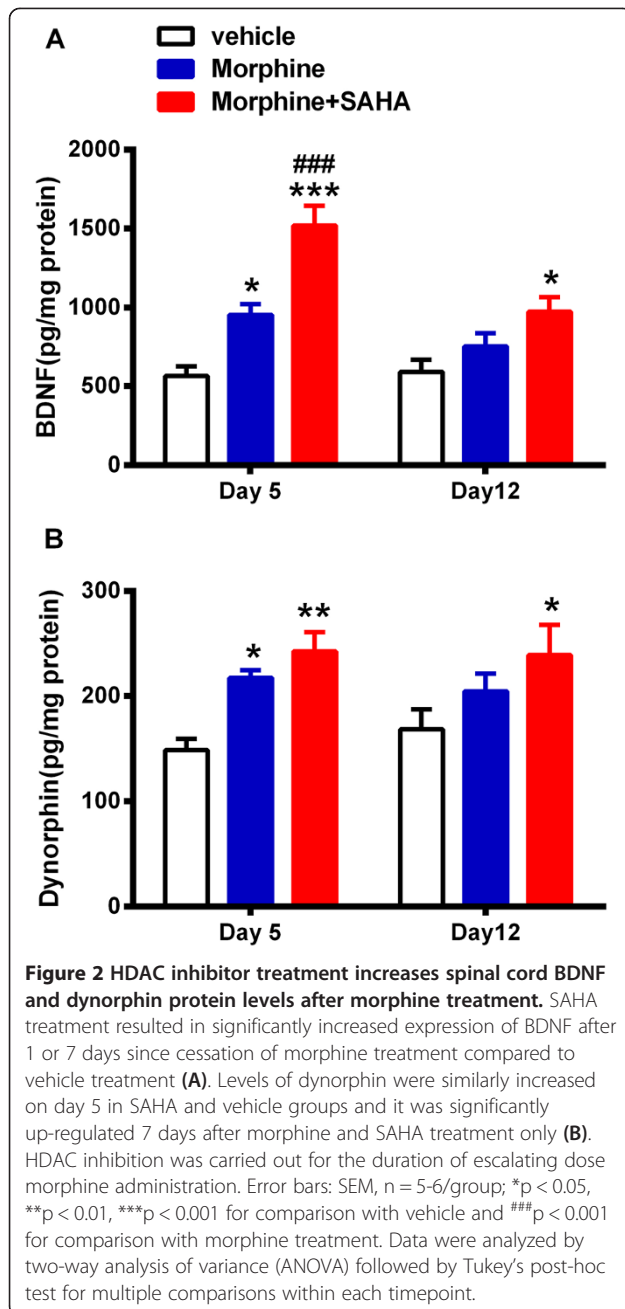 A
vehicle
Morphine
Morphine+SAHA
2000
1500
1000
500
0
BDNF(pg/mg protein)
*
###
***
*
Day 5 Day12
B
300
200
100
0
Dynorphin(pg/mg protein)
*
**
*
Day 5 Day12
Figure 2 HDAC inhibitor treatment increases spinal cord BDNF
and dynorphin protein levels after morphine treatment. SAHA
treatment resulted in significantly increased expression of BDNF after
1 or 7 days since cessation of morphine treatment compared to
vehicle treatment (A). Levels of dynorphin were similarly increased
on day 5 in SAHA and vehicle groups and it was significantly
up-regulated 7 days after morphine and SAHA treatment only (B).
HDAC inhibition was carried out for the duration of escalating dose
morphine administration. Error bars: SEM, n = 5-6/group; *p < 0.05,
**p < 0.01, ***p < 0.001 for comparison with vehicle and ###p < 0.001
for comparison with morphine treatment. Data were analyzed by
two-way analysis of variance (ANOVA) followed by Tukey's post-hoc
test for multiple comparisons within each timepoint.